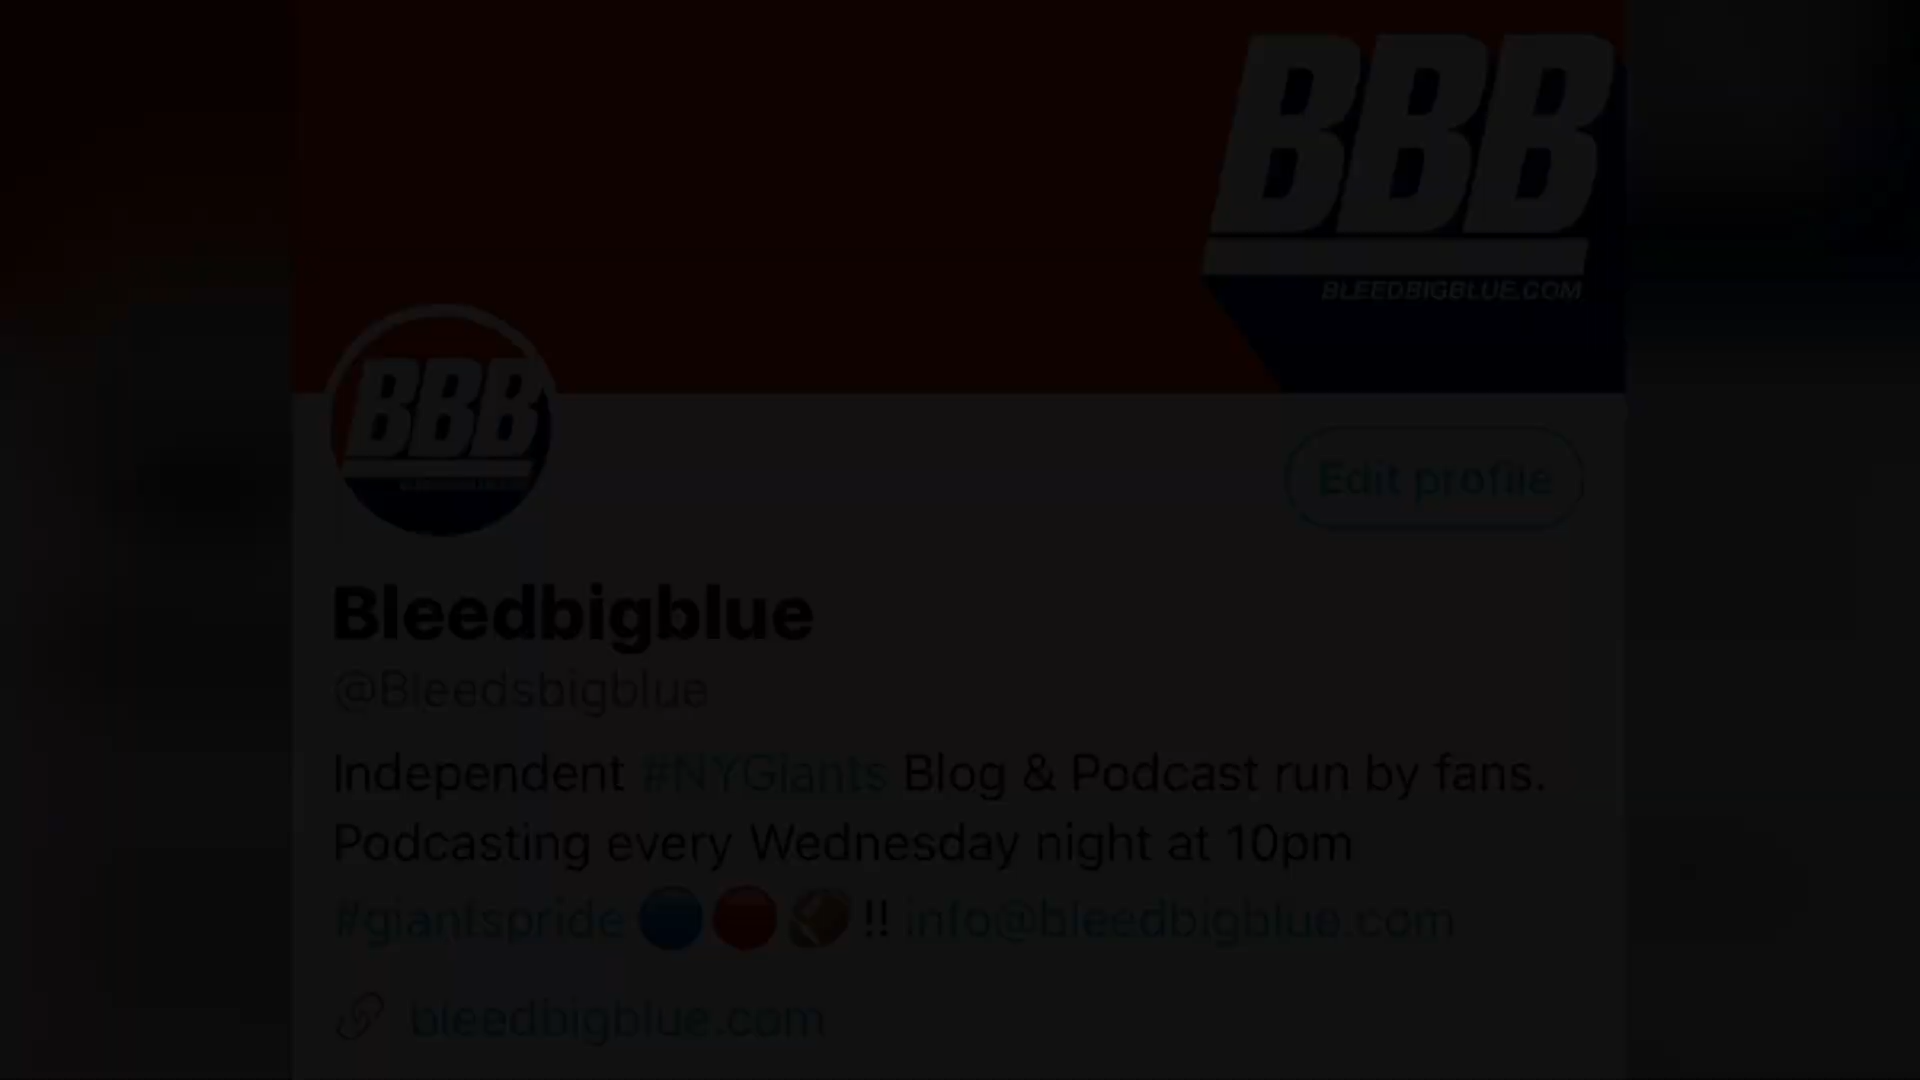 BBB
BLEEDBIGBLUE.COM
BBB
Edit profile
Bleedbigblue
@Bleedsbigblue
Independent #NYGiants Blog & Podcast run by fans.
Podcasting every Wednesday night at 10pm
#giantspride 🔵🔴🏈‼️ info@bleedbigblue.com
bleedbigblue.com